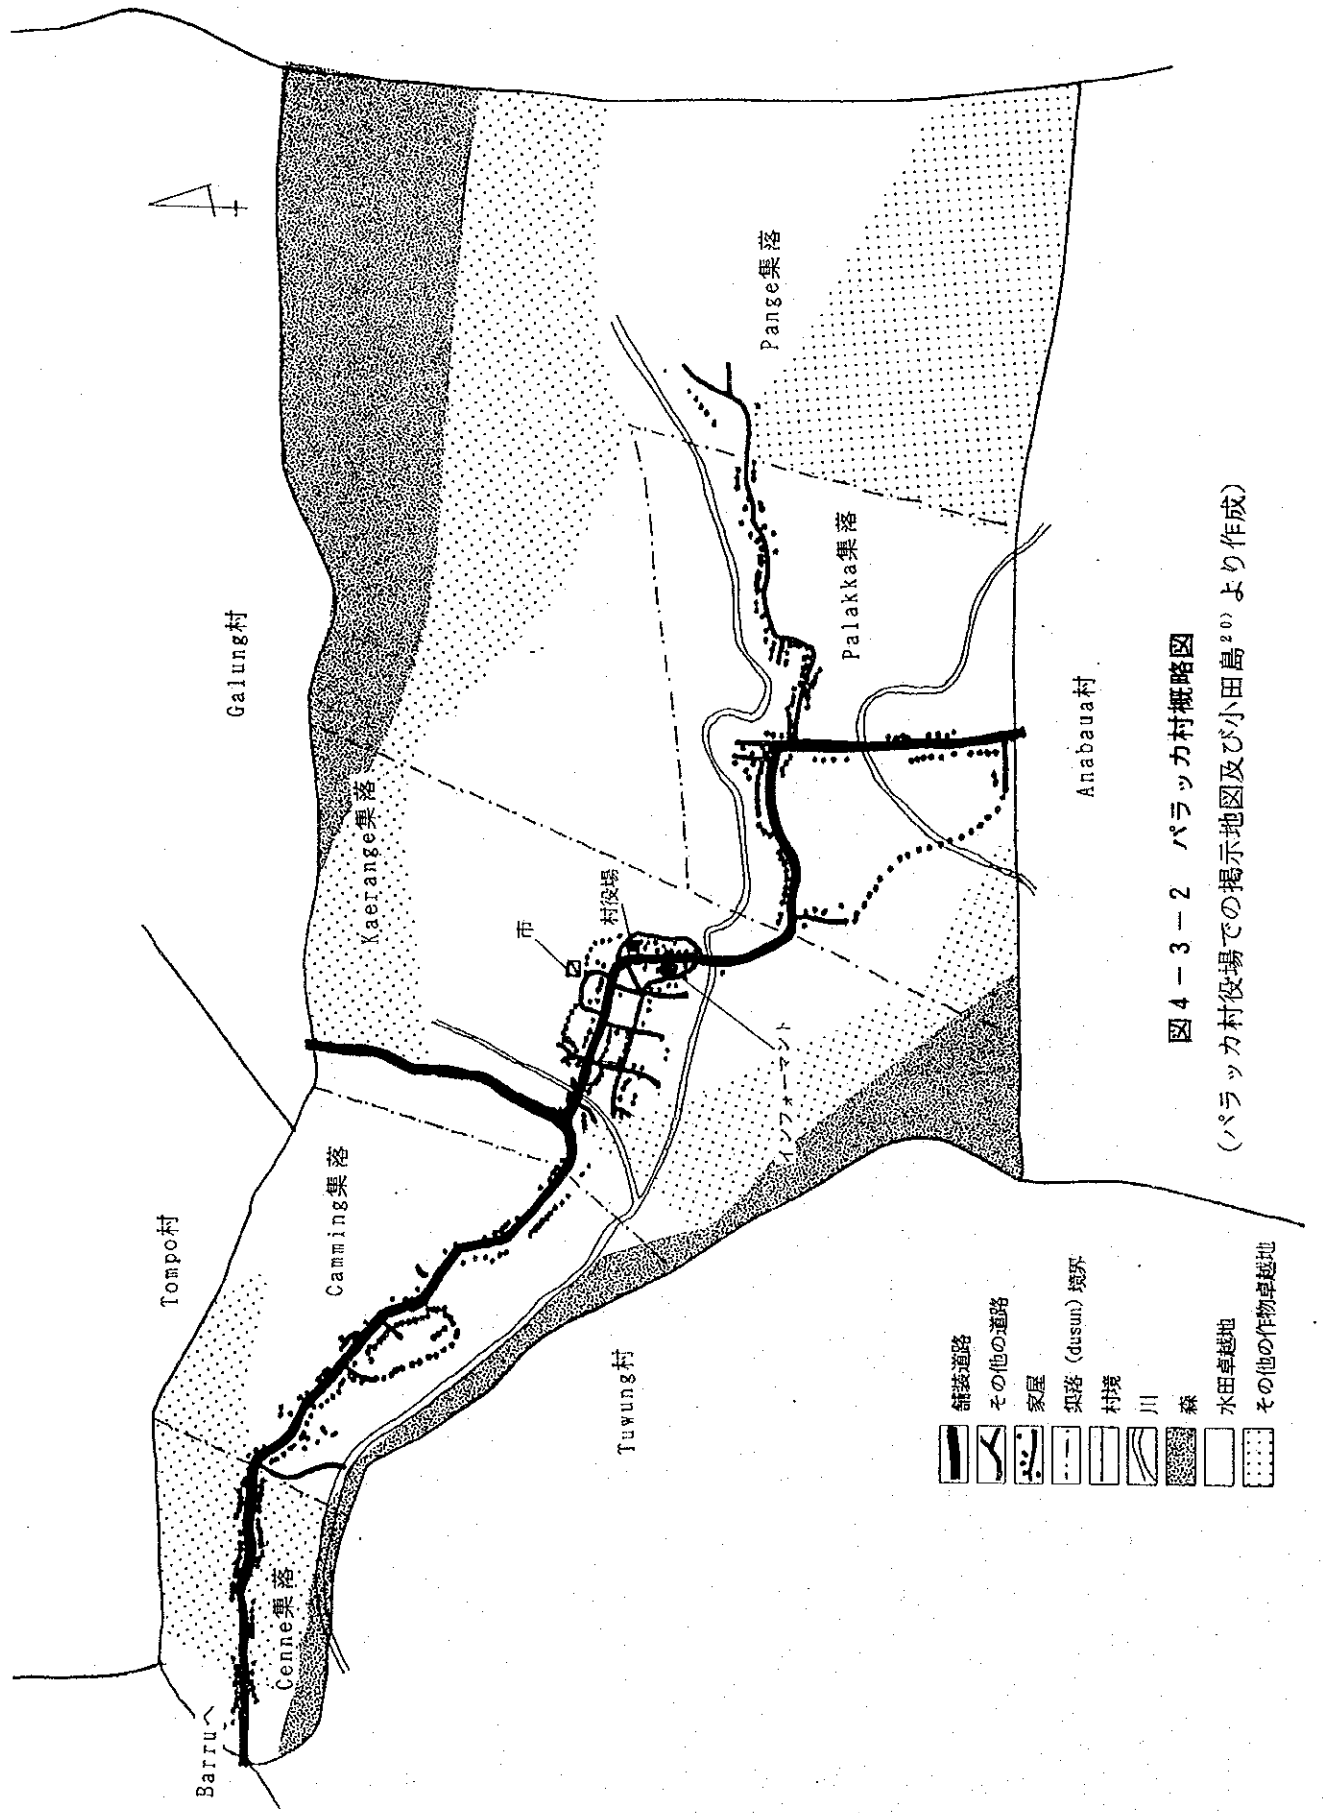 Barruへ
Cenne集落
Tompo村
Camming集落
Galung村
Kaerange集落
市
村役場
インフォーマント
Tuwung村
Palakka集落
Pange集落
Anabaua村
舗装道路
その他の道路
家屋
集落(dusun)境界
村境
川
森
水田卓越地
その他の作物卓越地
図4-3-2 パラッカ村概略図
(パラッカ村役場での掲示地図及び小田島²⁰⁾より作成)